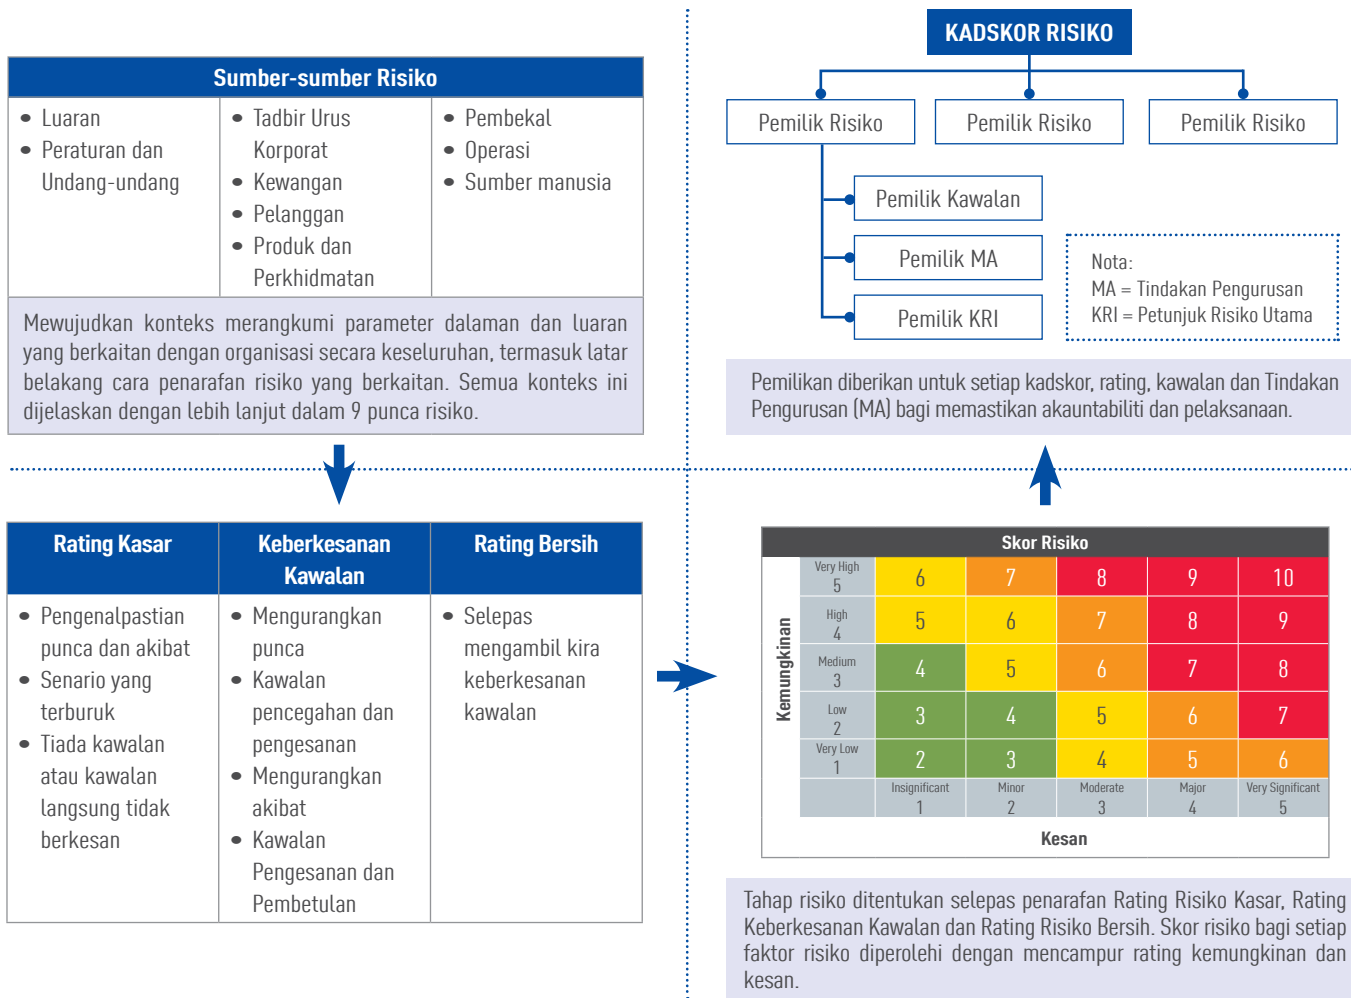 Sumber-sumber Risiko
• Luaran
• Peraturan dan
Undang-undang
• Tadbir Urus
Korporat
• Kewangan
• Pelanggan
• Produk dan
Perkhidmatan
• Pembekal
• Operasi
• Sumber manusia
Mewujudkan konteks merangkumi parameter dalaman dan luaran
yang berkaitan dengan organisasi secara keseluruhan, termasuk latar
belakang cara penarafan risiko yang berkaitan. Semua konteks ini
dijelaskan dengan lebih lanjut dalam 9 punca risiko.
KADSKOR RISIKO
Pemilik Risiko
Pemilik Risiko
Pemilik Risiko
Pemilik Kawalan
Pemilik MA
Pemilik KRI
Nota:
MA = Tindakan Pengurusan
KRI = Petunjuk Risiko Utama
Pemilikan diberikan untuk setiap kadskor, rating, kawalan dan Tindakan
Pengurusan (MA) bagi memastikan akauntabiliti dan pelaksanaan.
Rating Kasar
• Pengenalpastian
punca dan akibat
• Senario yang
terburuk
• Tiada kawalan
atau kawalan
langsung tidak
berkesan
Keberkesanan
Kawalan
• Mengurangkan
punca
• Kawalan
pencegahan dan
pengesanan
• Mengurangkan
akibat
• Kawalan
Pengesanan dan
Pembetulan
Rating Bersih
• Selepas
mengambil kira
keberkesanan
kawalan
Skor Risiko
Kemungkinan
Very High
5
6 7 8 9 10
High
4
5 6 7 8 9
Medium
3
4 5 6 7 8
Low
2
3 4 5 6 7
Very Low
1
2 3 4 5 6
Insignificant Minor Moderate Major Very Significant
1 2 3 4 5
Kesan
Tahap risiko ditentukan selepas penarafan Rating Risiko Kasar, Rating
Keberkesanan Kawalan dan Rating Risiko Bersih. Skor risiko bagi setiap
faktor risiko diperolehi dengan mencampur rating kemungkinan dan
kesan.